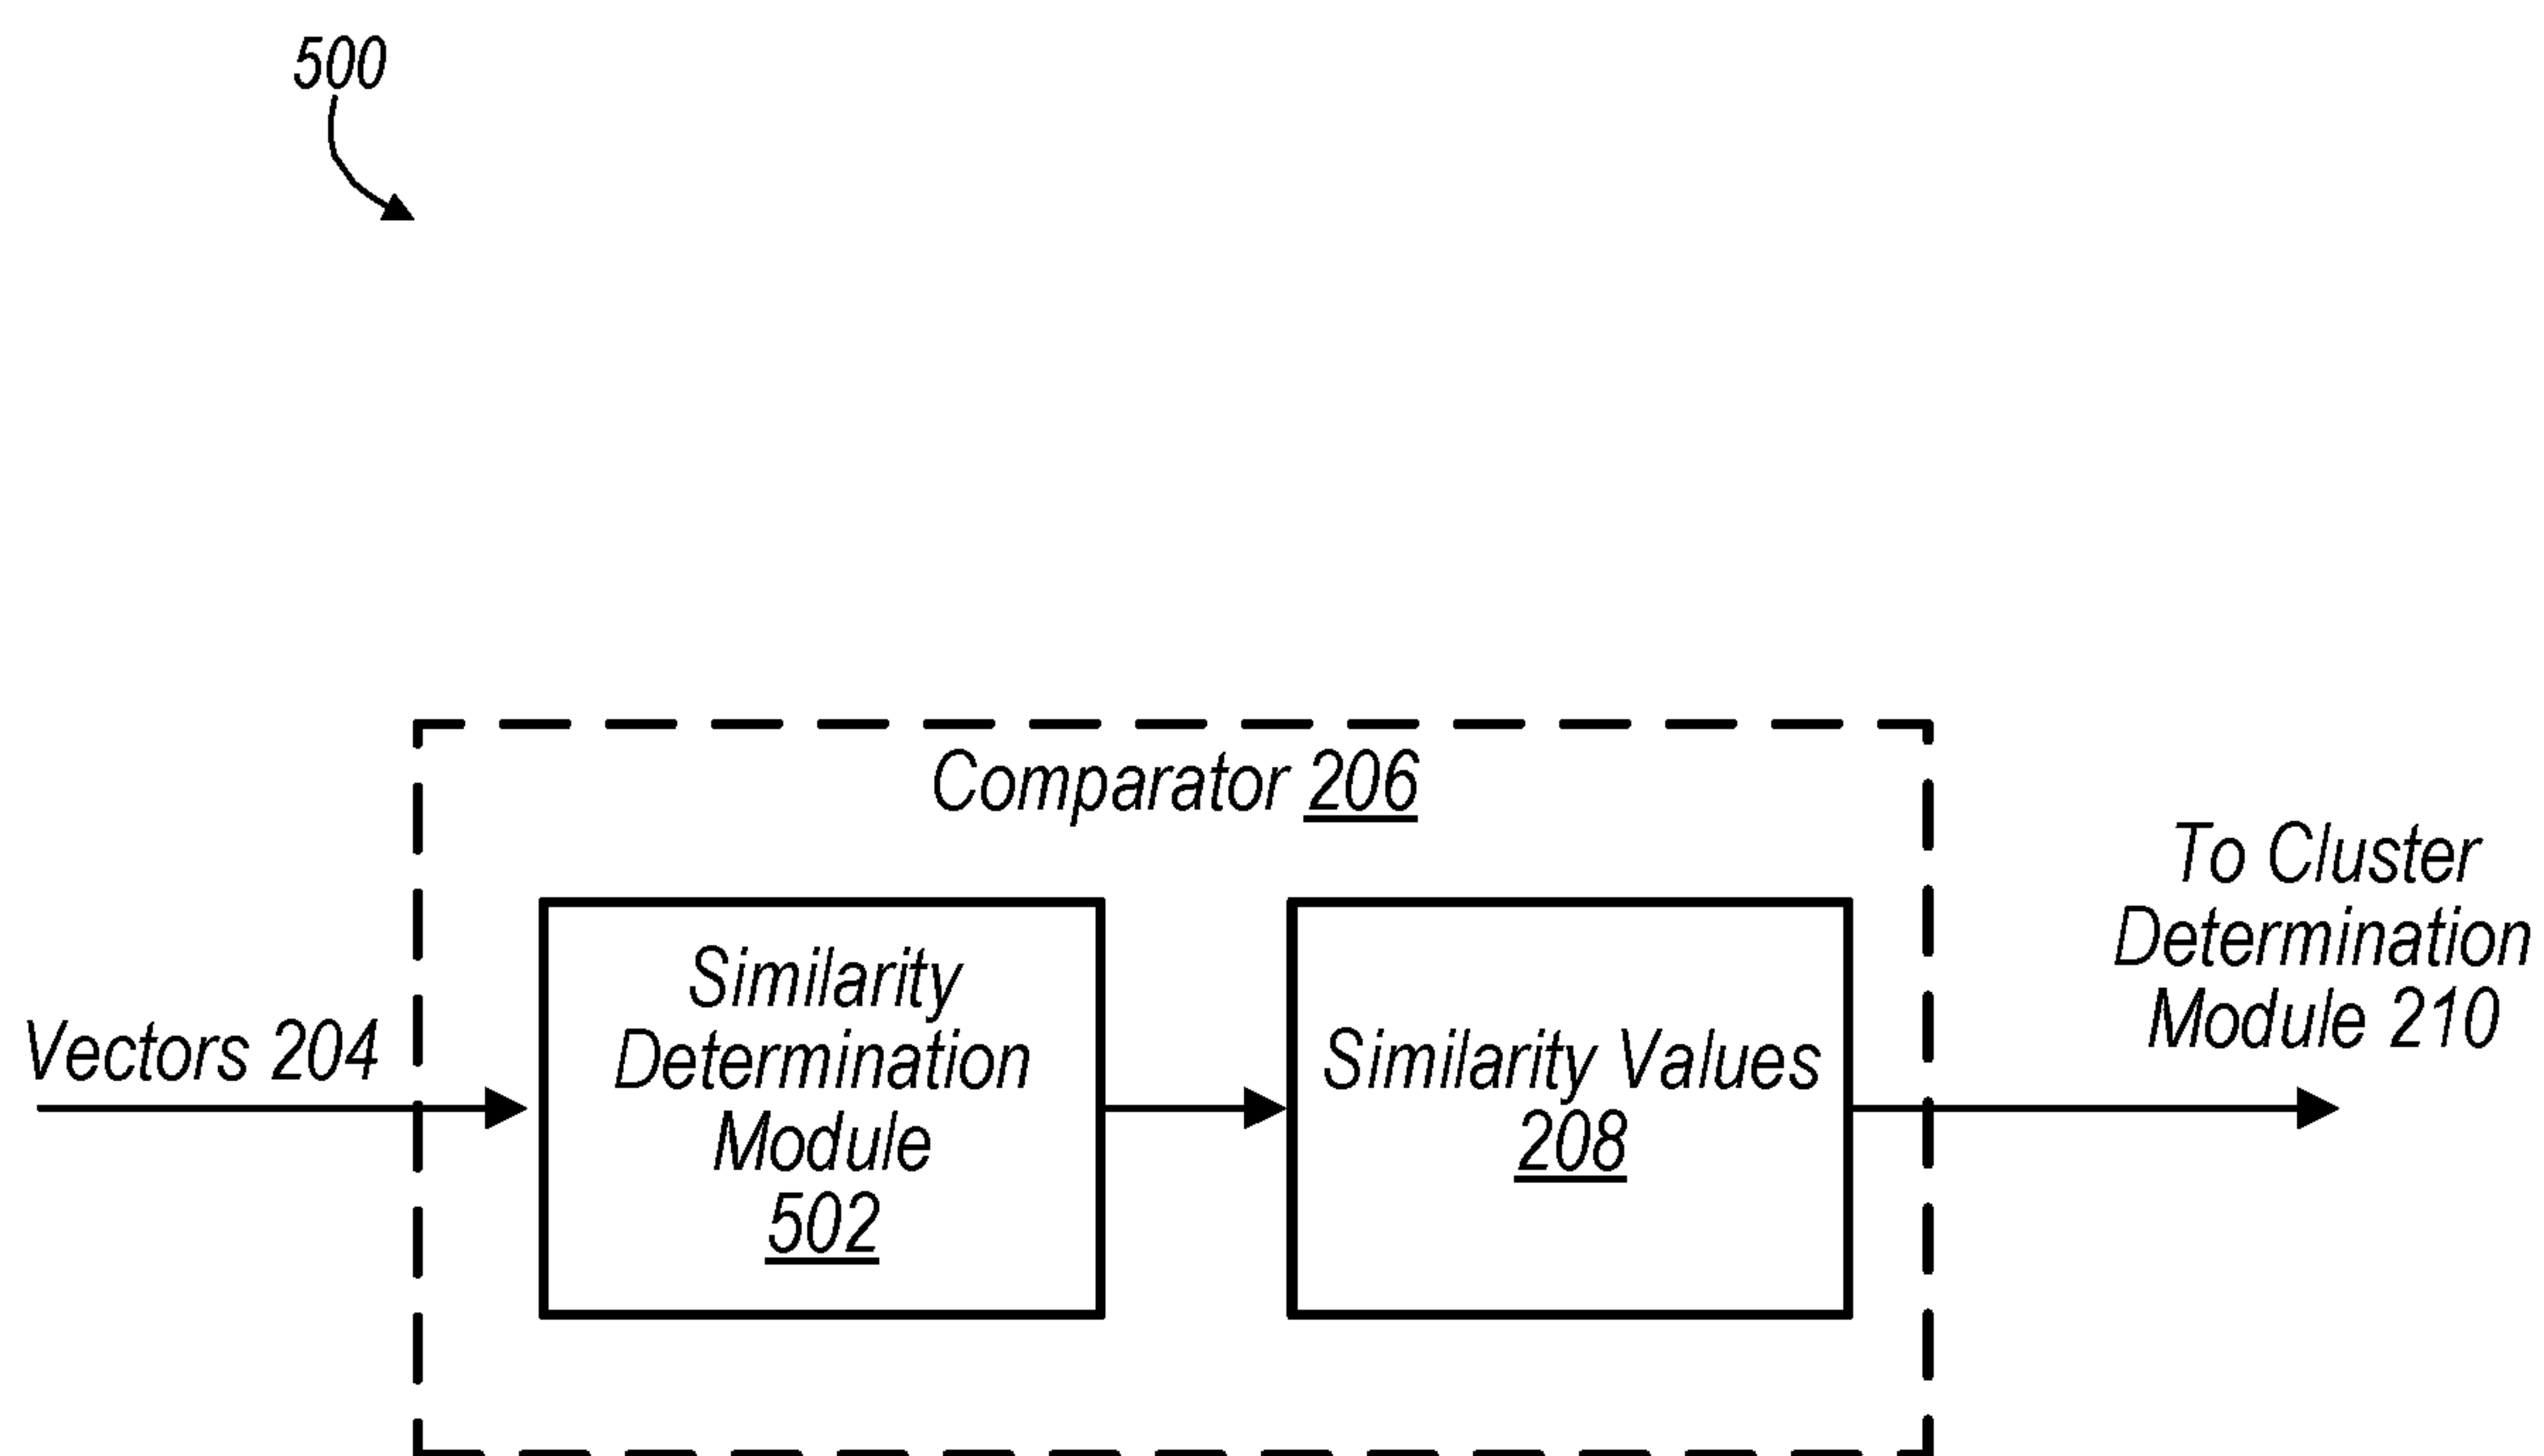 500
Comparator 206
To Cluster
Determination
Module 210
Vectors 204
Similarity
Determination
Module
502
Similarity Values
208